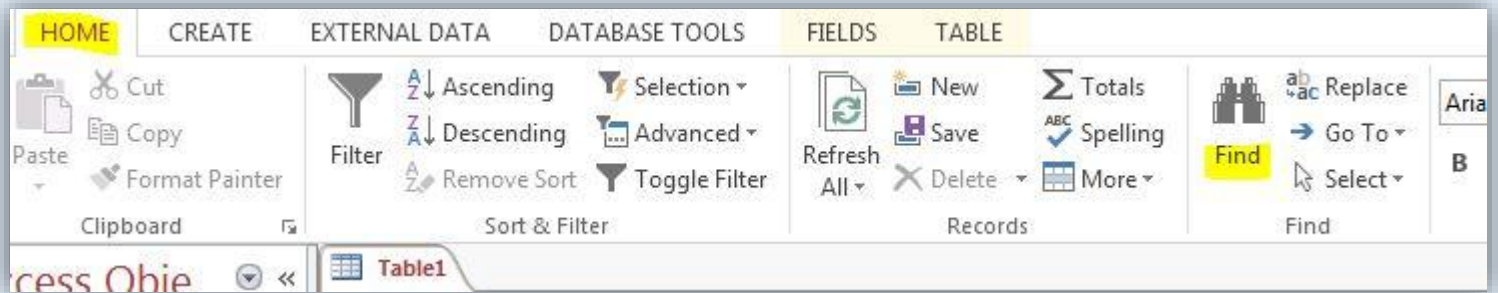 HOME CREATE EXTERNAL DATA DATABASE TOOLS FIELDS TABLE
Paste
Cut
Copy
Format Painter
Clipboard
Filter
Ascending
Descending
Remove Sort
Selection
Advanced
Toggle Filter
Sort & Filter
Refresh
All
New
Save
Delete
Totals
Spelling
More
Records
Find
Replace
Go To
Select
Find
Aria
B
Table1